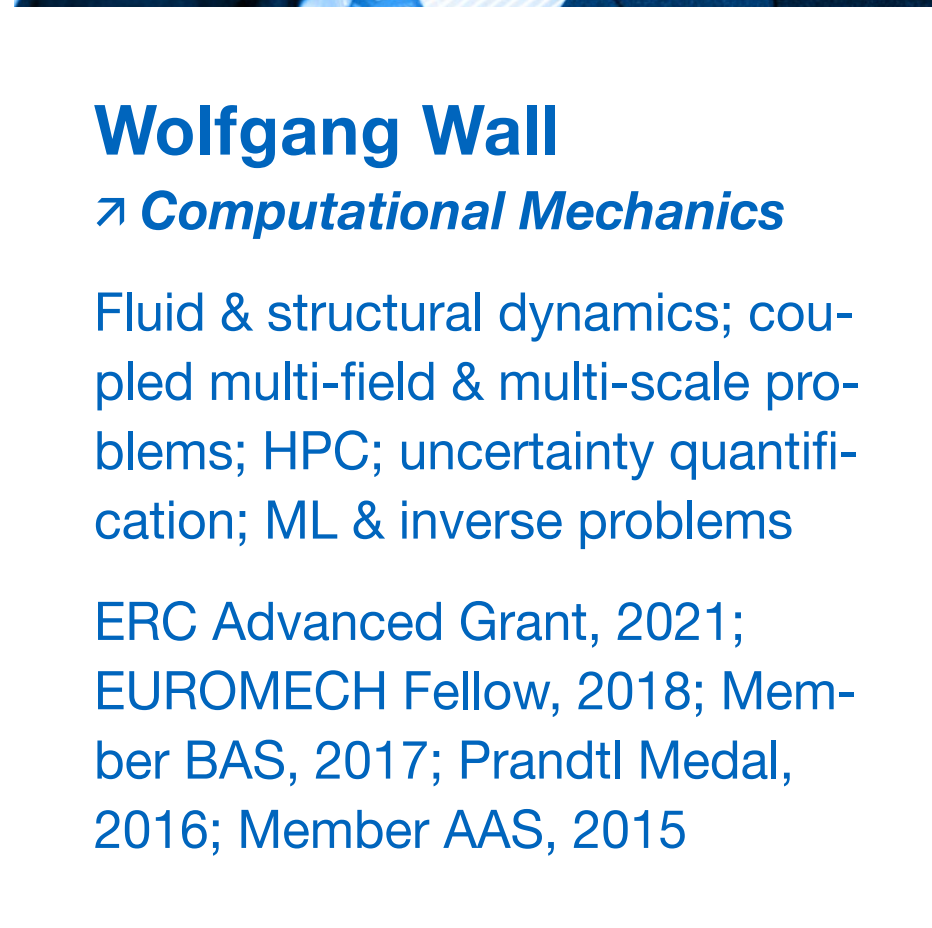 Wolfgang Wall
↗ Computational Mechanics
Fluid & structural dynamics; cou-
pled multi-field & multi-scale pro-
blems; HPC; uncertainty quantifi-
cation; ML & inverse problems
ERC Advanced Grant, 2021;
EUROMECH Fellow, 2018; Mem-
ber BAS, 2017; Prandtl Medal,
2016; Member AAS, 2015